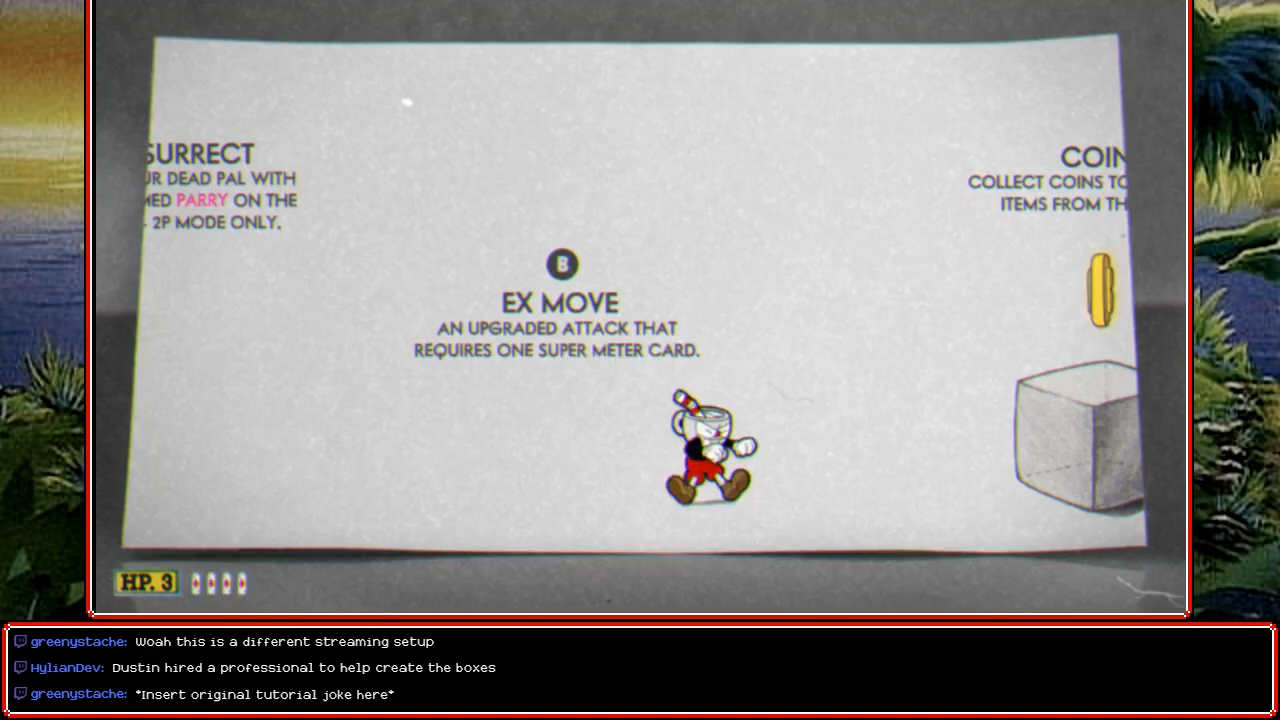 SURRECT
UR DEAD PAL WITH
MED PARRY ON THE
- 2P MODE ONLY.
B
EX MOVE
AN UPGRADED ATTACK THAT
REQUIRES ONE SUPER METER CARD.
COIN
COLLECT COINS TO
ITEMS FROM TH
HP. 3
greenystache: Woah this is a different streaming setup
HylianDev: Dustin hired a professional to help create the boxes
greenystache: *Insert original tutorial joke here*